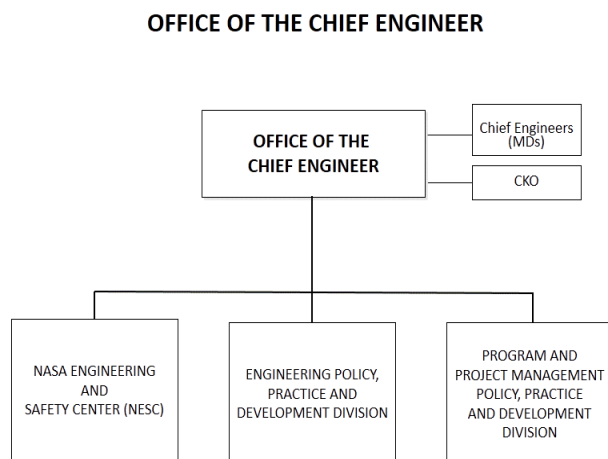 OFFICE OF THE CHIEF ENGINEER
OFFICE OF THE
CHIEF ENGINEER
Chief Engineers
(MDs)
CKO
NASA ENGINEERING
AND
SAFETY CENTER (NESC)
ENGINEERING POLICY,
PRACTICE AND
DEVELOPMENT DIVISION
PROGRAM AND
PROJECT MANAGEMENT
POLICY, PRACTICE
AND DEVELOPMENT
DIVISION